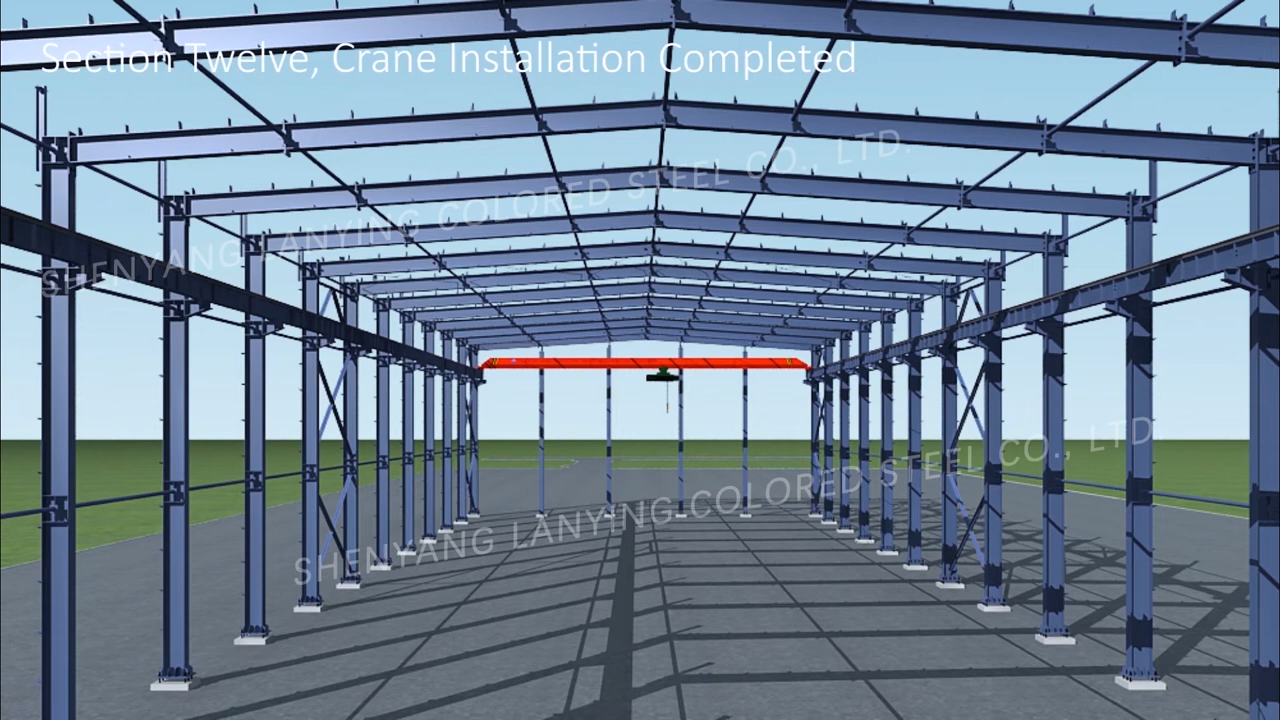 Section Twelve, Crane Installation Completed
SHENYANG LANYING COLORED STEEL CO., LTD.
SHENYANG LANYING COLORED STEEL CO., LTD.